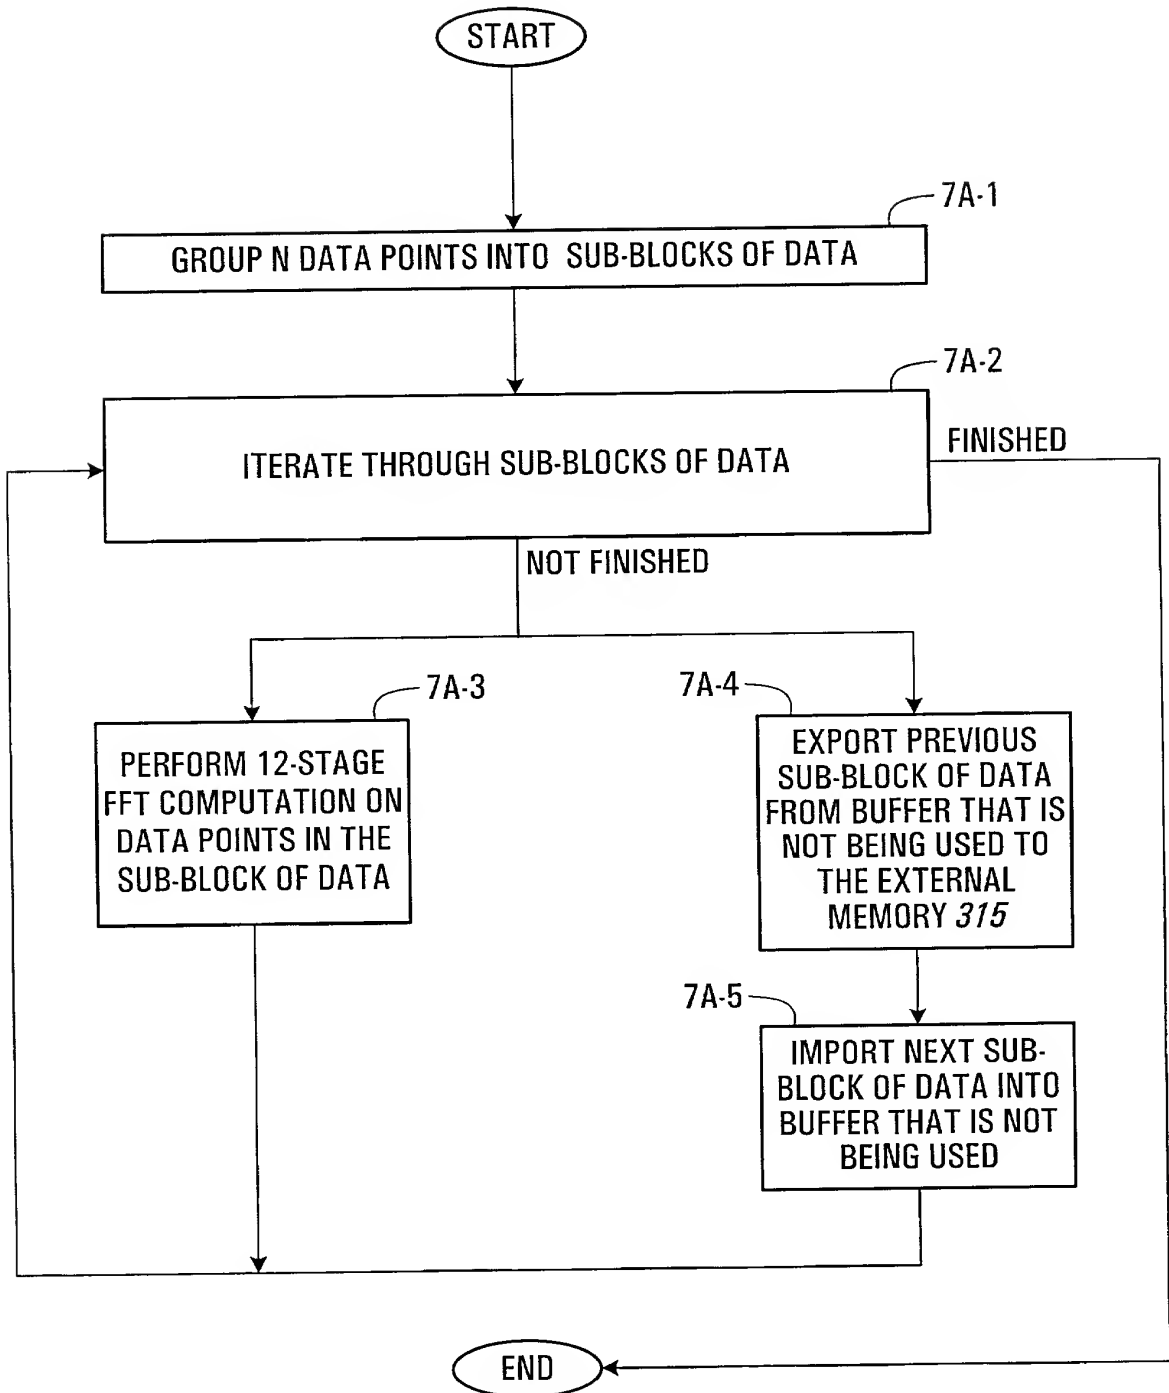 START
7A-1
GROUP N DATA POINTS INTO SUB-BLOCKS OF DATA
7A-2
ITERATE THROUGH SUB-BLOCKS OF DATA
FINISHED
NOT FINISHED
7A-3
PERFORM 12-STAGE
FFT COMPUTATION ON
DATA POINTS IN THE
SUB-BLOCK OF DATA
7A-4
EXPORT PREVIOUS
SUB-BLOCK OF DATA
FROM BUFFER THAT IS
NOT BEING USED TO
THE EXTERNAL
MEMORY 315
7A-5
IMPORT NEXT SUB-
BLOCK OF DATA INTO
BUFFER THAT IS NOT
BEING USED
END